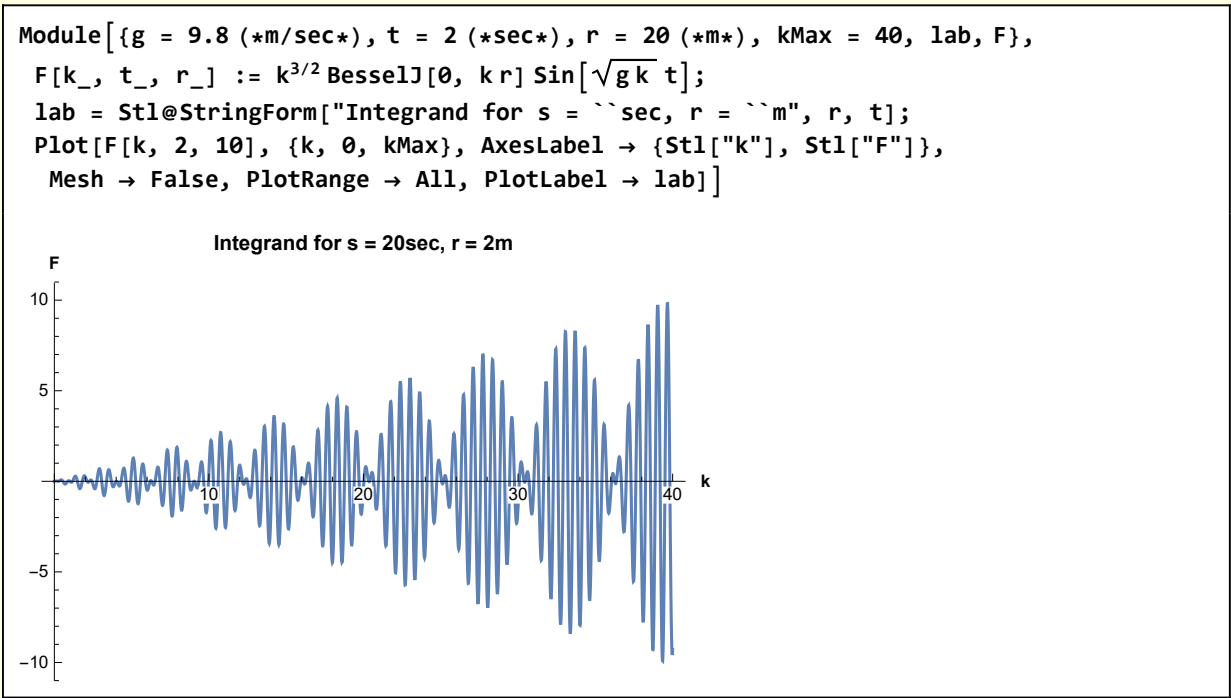 Module[{g = 9.8 (*m/sec*), t = 2 (*sec*), r = 20 (*m*), kMax = 40, lab, F},
F[k_, t_, r_] := k^3/2 BesselJ[0, k r] Sin[√g k t];
lab = Stl@StringForm["Integrand for s = ``sec, r = ``m", r, t];
Plot[F[k, 2, 10], {k, 0, kMax}, AxesLabel → {Stl["k"], Stl["F"]},
Mesh → False, PlotRange → All, PlotLabel → lab]]
Integrand for s = 20sec, r = 2m
F
10
5
10 20 30 40 k
-5
-10